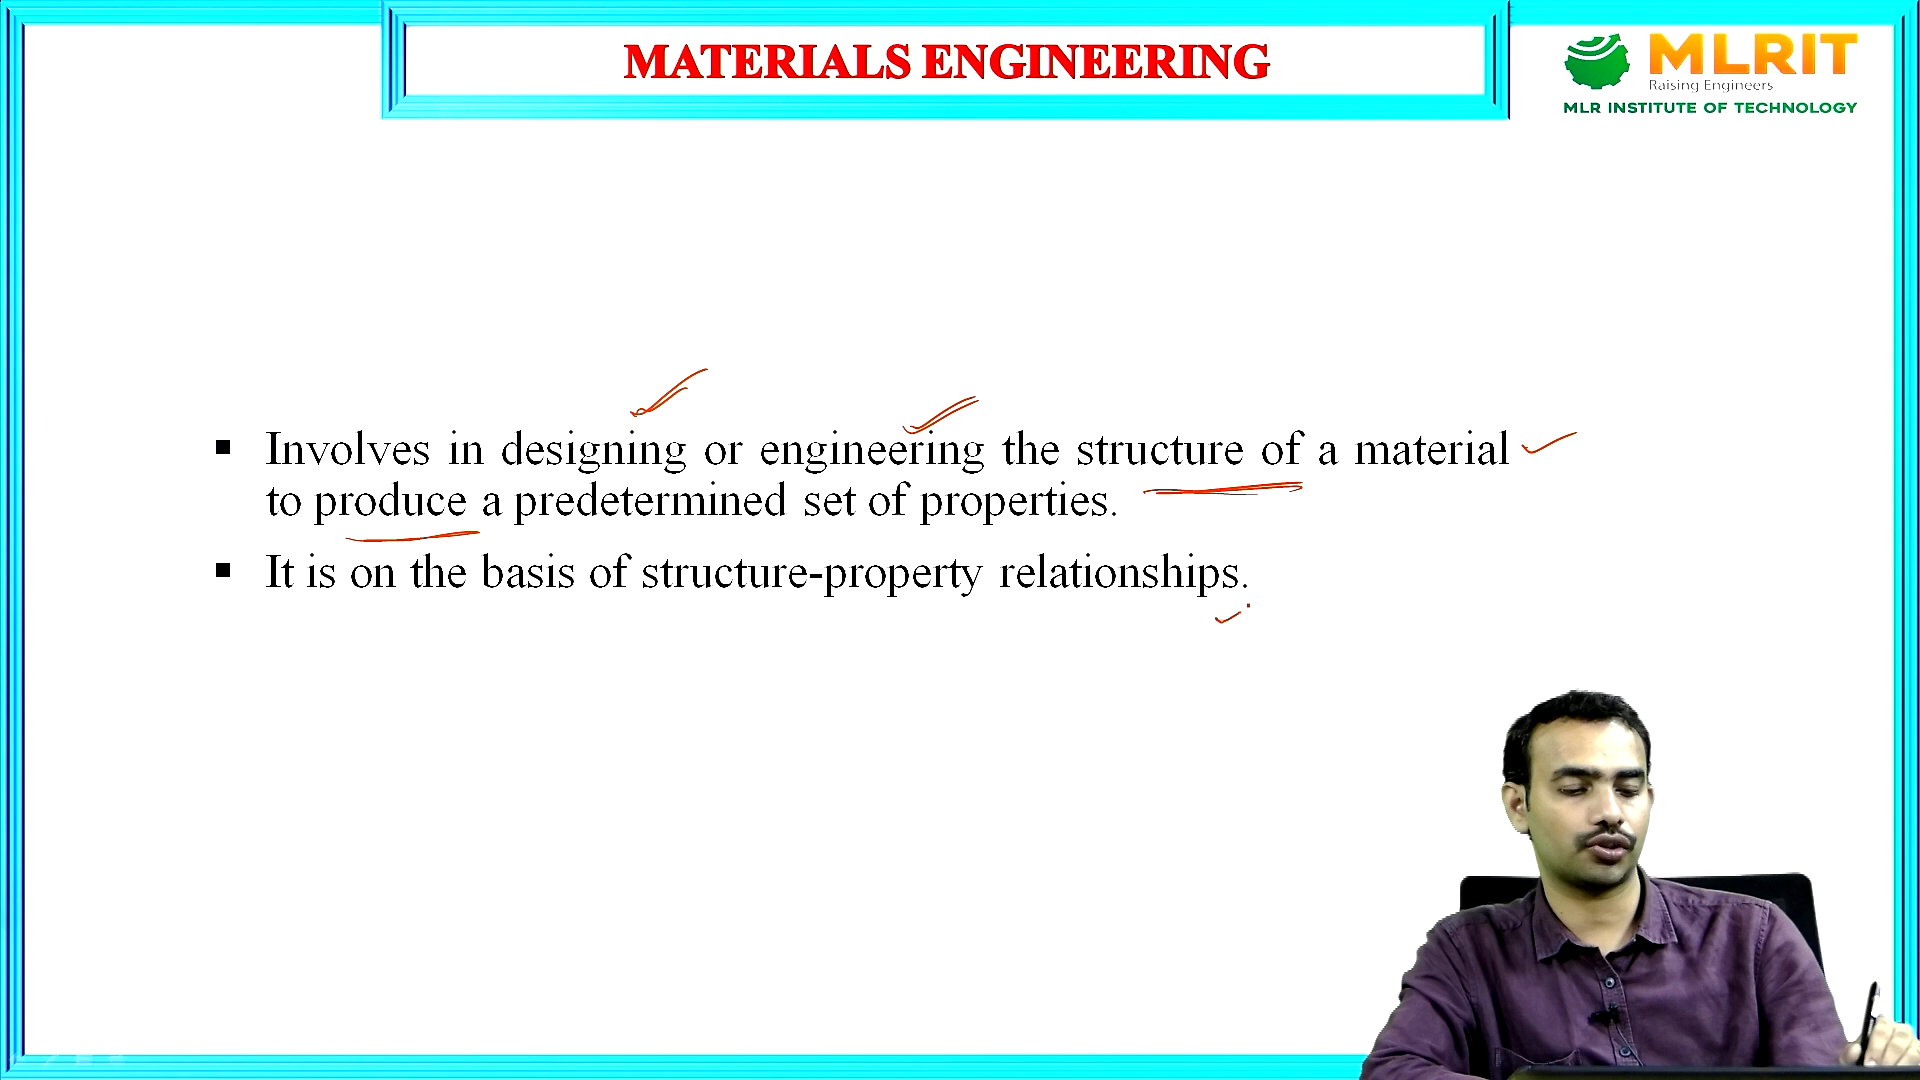 MATERIALS ENGINEERING
MLRIT
Raising Engineers
MLR INSTITUTE OF TECHNOLOGY
▪ Involves in designing or engineering the structure of a material
to produce a predetermined set of properties.
▪ It is on the basis of structure-property relationships.